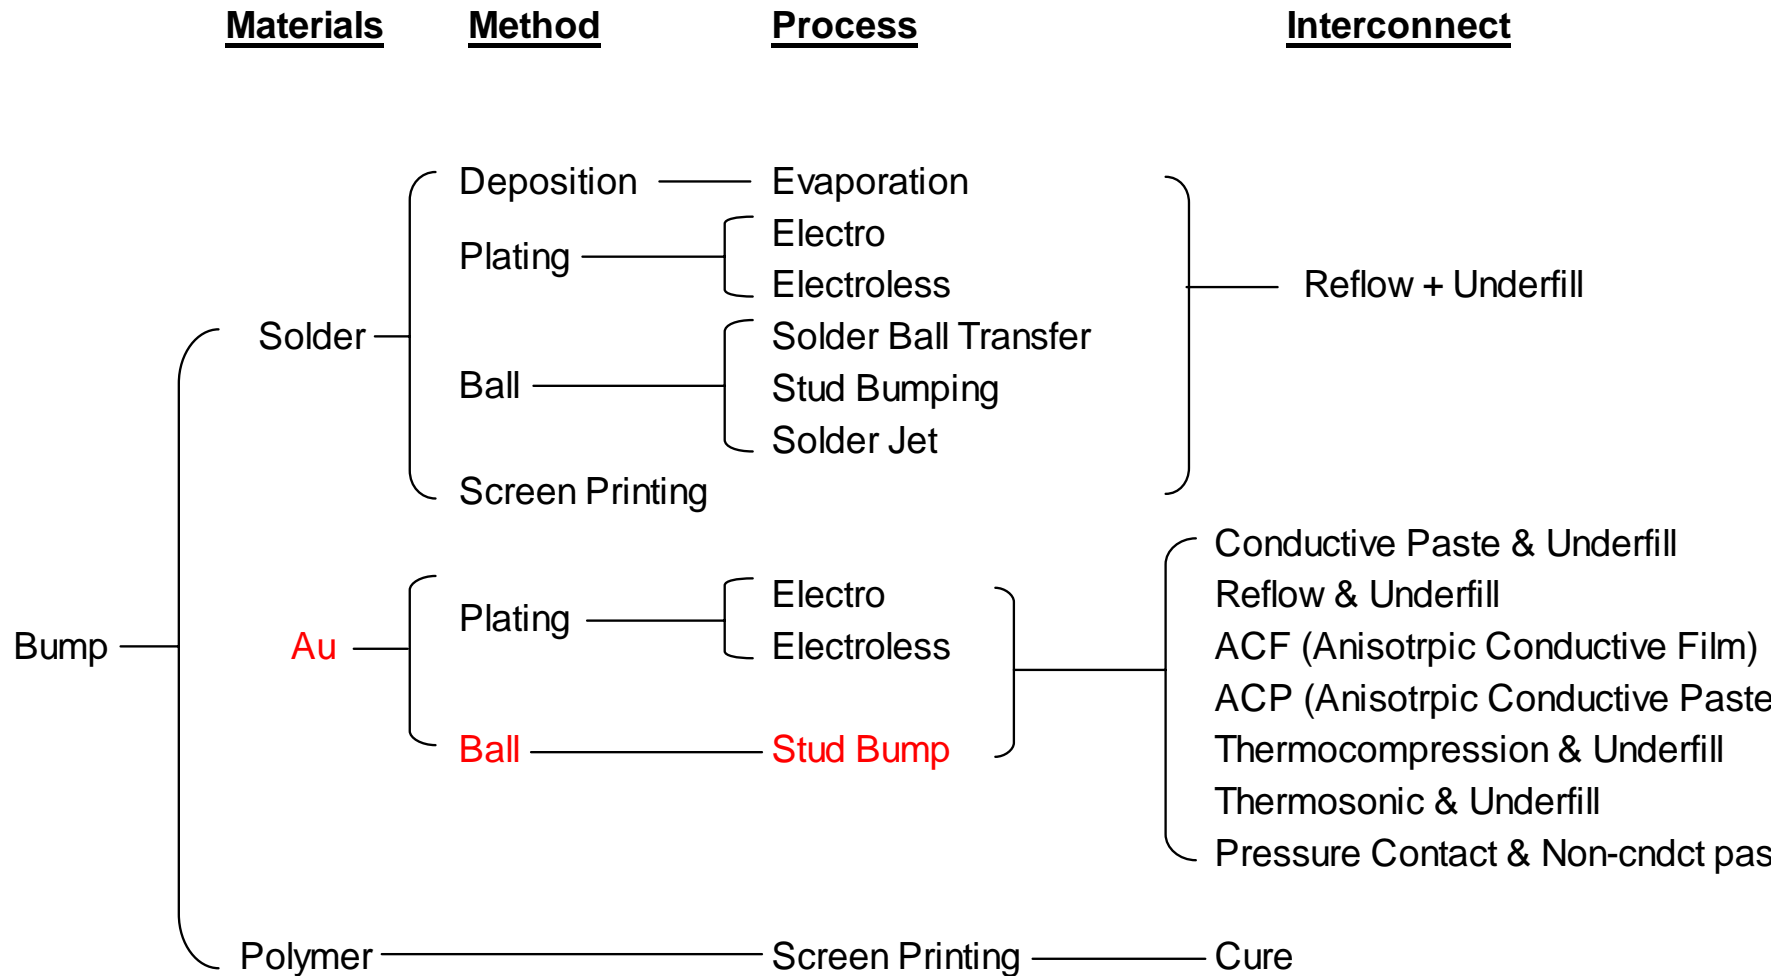 Materials Method Process Interconnect
Deposition Evaporation
Electro
Plating
Electroless
Reflow + Underfill
Solder
Solder Ball Transfer
Ball
Stud Bumping
Solder Jet
Screen Printing
Conductive Paste & Underfill
Electro
Reflow & Underfill
Plating
Bump
Au
Electroless
ACF (Anisotrpic Conductive Film)
ACP (Anisotrpic Conductive Paste
Ball Stud Bump
Thermocompression & Underfill
Thermosonic & Underfill
Pressure Contact & Non-cndct pas
Polymer Screen Printing Cure